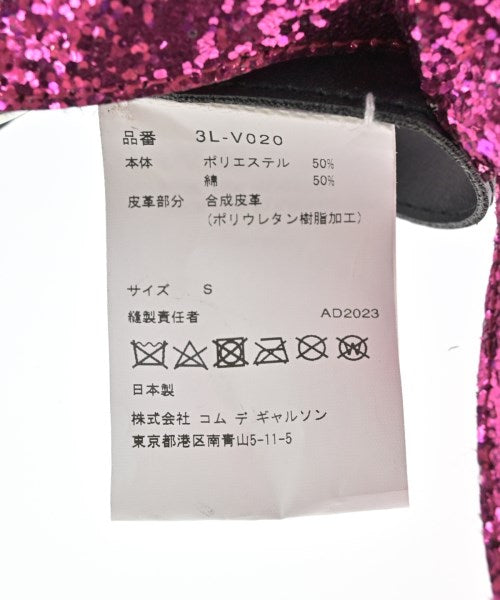 品番 3L-V020
本体 ポリエステル 50%
綿 50%
皮革部分 合成皮革
(ポリウレタン樹脂加工)
サイズ S
縫製責任者 AD2023
日本製
株式会社 コム デ ギャルソン
東京都港区南青山5-11-5